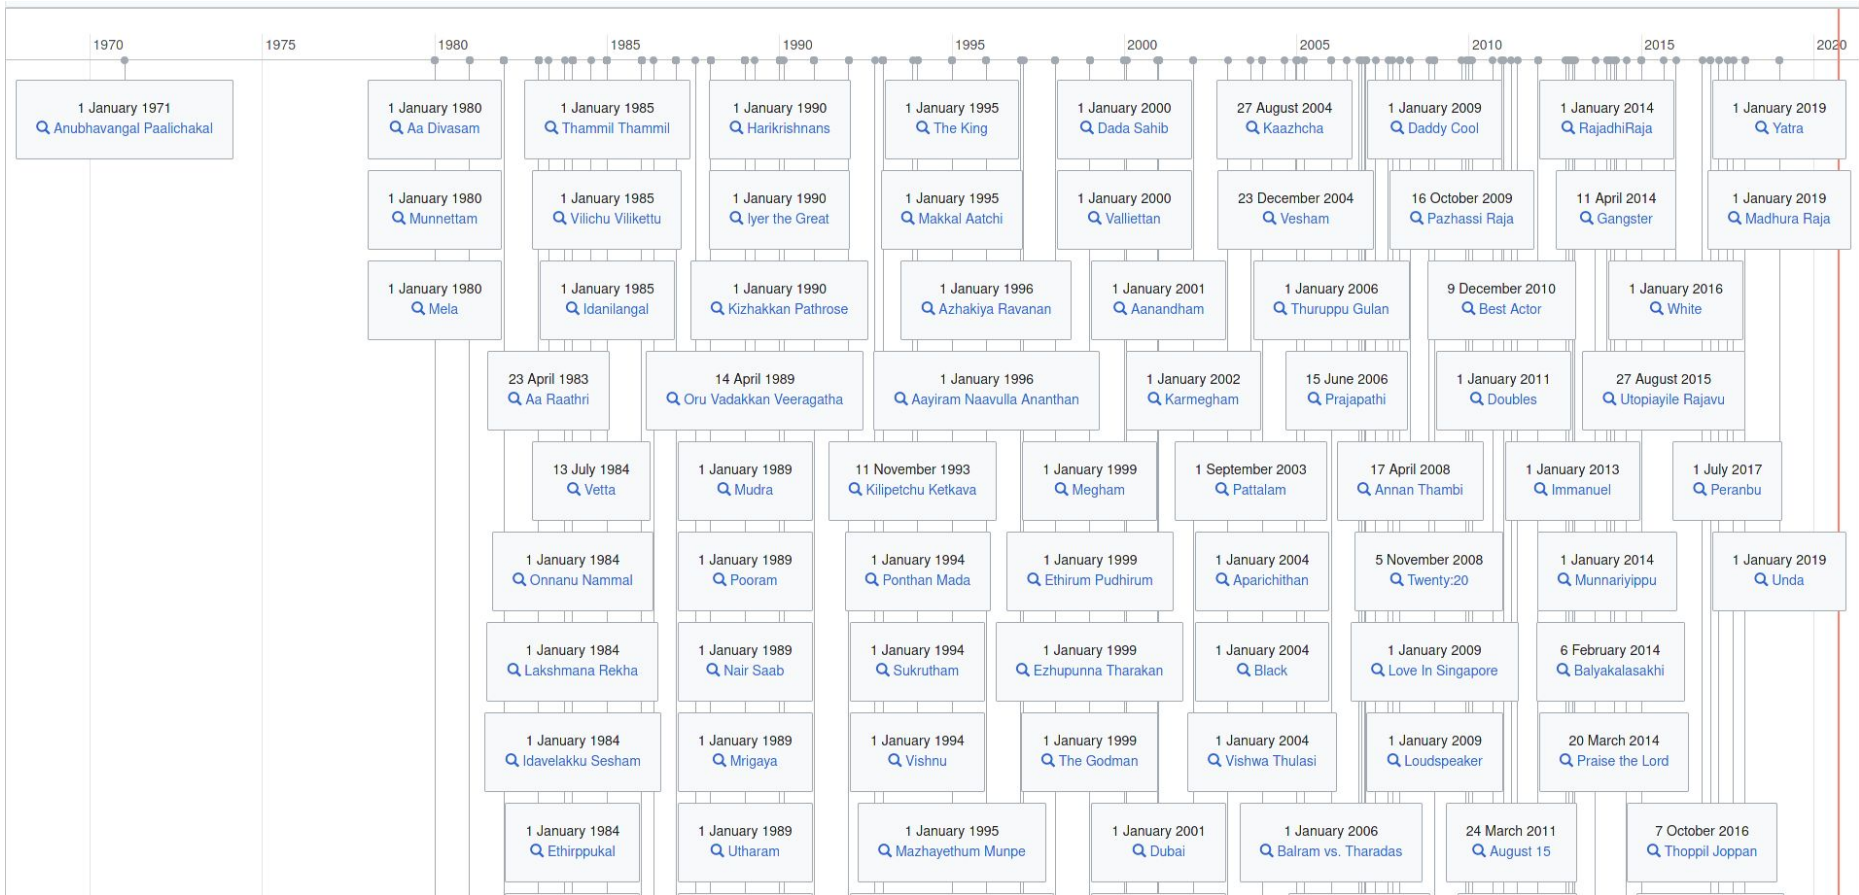 1970
1975
1980
1985
1990
1995
2000
2005
2010
2015
2020
1 January 1971
Anubhavangal Paalichakal
1 January 1980
Aa Divasam
1 January 1985
Thammil Thammil
1 January 1990
Harikrishnans
1 January 1995
The King
1 January 2000
Dada Sahib
27 August 2004
Kaazhcha
1 January 2009
Daddy Cool
1 January 2014
RajadhiRaja
1 January 2019
Yatra
1 January 1980
Munnettam
1 January 1985
Vilichu Vilikettu
1 January 1990
Iyer the Great
1 January 1995
Makkal Aatchi
1 January 2000
Valliettan
23 December 2004
Vesham
16 October 2009
Pazhassi Raja
11 April 2014
Gangster
1 January 2019
Madhura Raja
1 January 1980
Mela
1 January 1985
Idanilangal
1 January 1990
Kizhakkan Pathrose
1 January 1996
Azhakiya Ravanan
1 January 2001
Aanandham
1 January 2006
Thuruppu Gulan
9 December 2010
Best Actor
1 January 2016
White
23 April 1983
Aa Raathri
14 April 1989
Oru Vadakkan Veeragatha
1 January 1996
Aayiram Naavulla Ananthan
1 January 2002
Karmegham
15 June 2006
Prajapathi
1 January 2011
Doubles
27 August 2015
Utopiayile Rajavu
13 July 1984
Vetta
1 January 1989
Mudra
11 November 1993
Kilipetchu Ketkava
1 January 1999
Megham
1 September 2003
Pattalam
17 April 2008
Annan Thambi
1 January 2013
Immanuel
1 July 2017
Peranbu
1 January 1984
Onnanu Nammal
1 January 1989
Pooram
1 January 1994
Ponthan Mada
1 January 1999
Ethirum Pudhirum
1 January 2004
Aparichithan
5 November 2008
Twenty:20
1 January 2014
Munnariyippu
1 January 2019
Unda
1 January 1984
Lakshmana Rekha
1 January 1989
Nair Saab
1 January 1994
Sukrutham
1 January 1999
Ezhupunna Tharakan
1 January 2004
Black
1 January 2009
Love In Singapore
6 February 2014
Balyakalasakhi
1 January 1984
Idavelakku Sesham
1 January 1989
Mrigaya
1 January 1994
Vishnu
1 January 1999
The Godman
1 January 2004
Vishwa Thulasi
1 January 2009
Loudspeaker
20 March 2014
Praise the Lord
1 January 1984
Ethirppukal
1 January 1989
Utharam
1 January 1995
Mazhayethum Munpe
1 January 2001
Dubai
1 January 2006
Balram vs. Tharadas
24 March 2011
August 15
7 October 2016
Thoppil Joppan